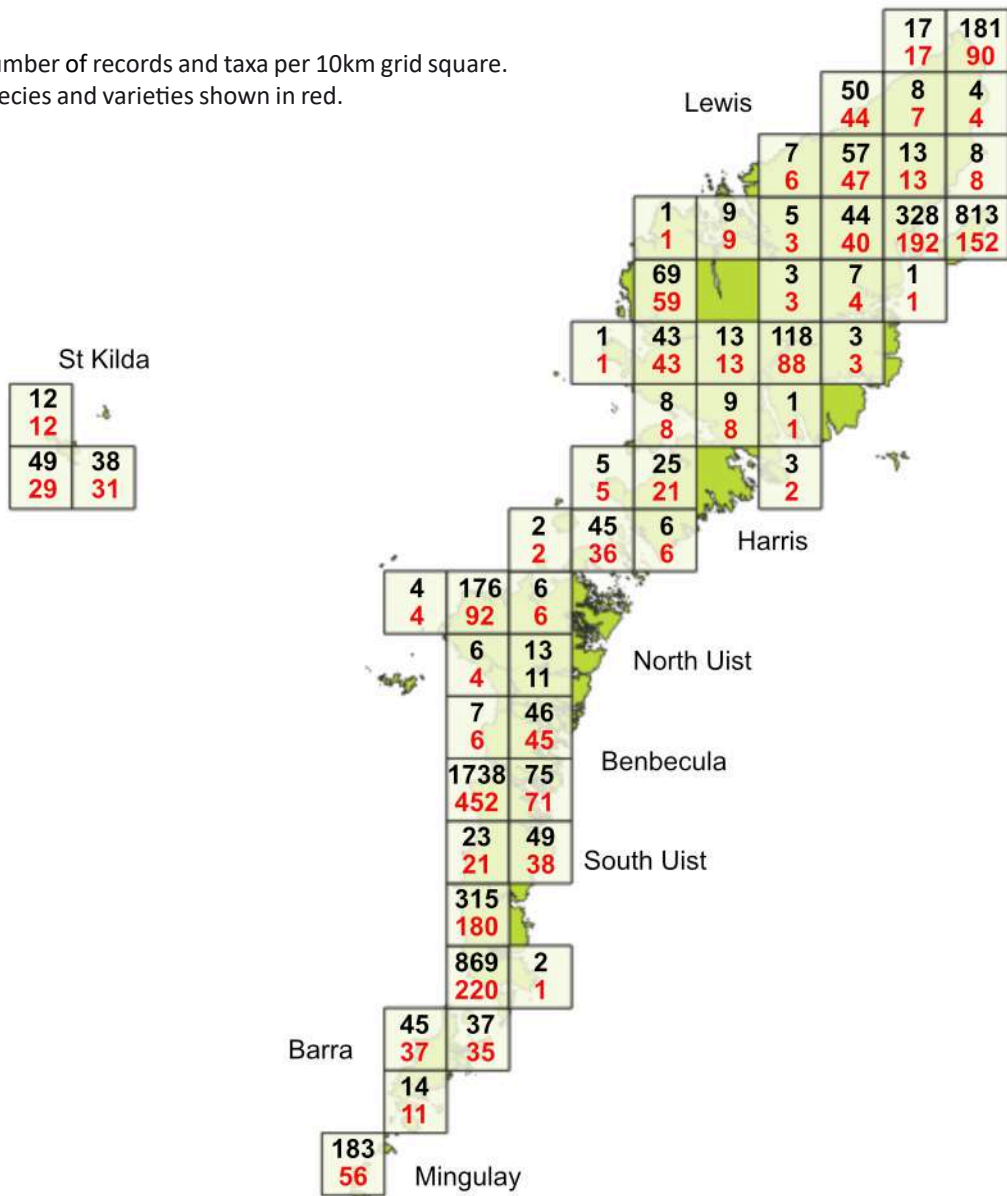 17 181
17 90
umber of records and taxa per 10km grid square.
ecies and varieties shown in red.
Lewis
50 8 4
44 7 4
7 57 13 8
6 47 13 8
1 9 5 44 328 813
1 9 3 40 192 152
69 3 7 1
59 3 4 1
1 43 13 118 3
1 43 13 88 3
St Kilda
12
12
8 9 1
8 8 1
49 38
29 31
5 25 3
5 21 2
2 45 6
2 36 6
Harris
4 176 6
4 92 6
6 13
4 11
North Uist
7 46
6 45
Benbecula
1738 75
452 71
23 49
21 38
South Uist
315
180
869 2
220 1
45 37
37 35
Barra
14
11
183
56
Mingulay